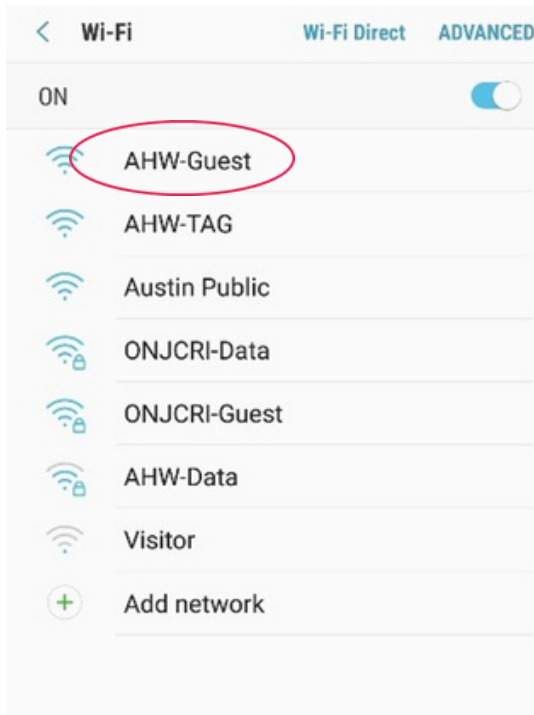 Wi-Fi Wi-Fi Direct ADVANCED
ON
AHW-Guest
AHW-TAG
Austin Public
ONJCRI-Data
ONJCRI-Guest
AHW-Data
Visitor
Add network